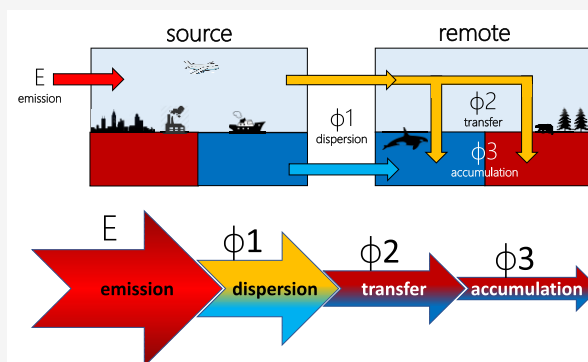 source
remote
E
emission
ϕ1
dispersion
ϕ2
transfer
ϕ3
accumulation
E
ϕ1
ϕ2
ϕ3
emission
dispersion
transfer
accumulation